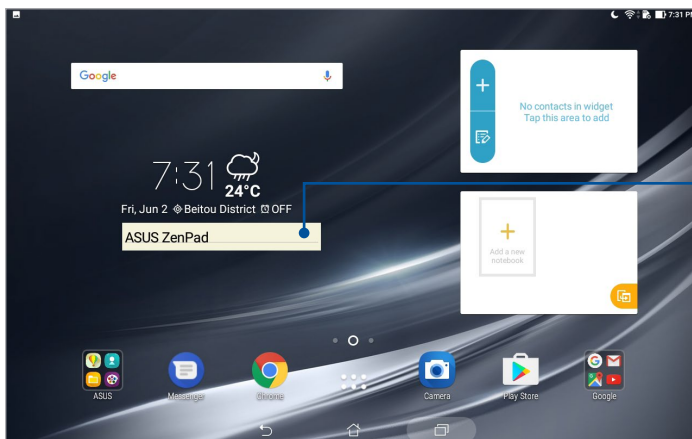 7:31 PM
Google
No contacts in widget
Tap this area to add
7:31
24°C
Fri, Jun 2 Beitou District OFF
ASUS ZenPad
Add a new
notebook
ASUS
Messenger
Chrome
Camera
Play Store
Google